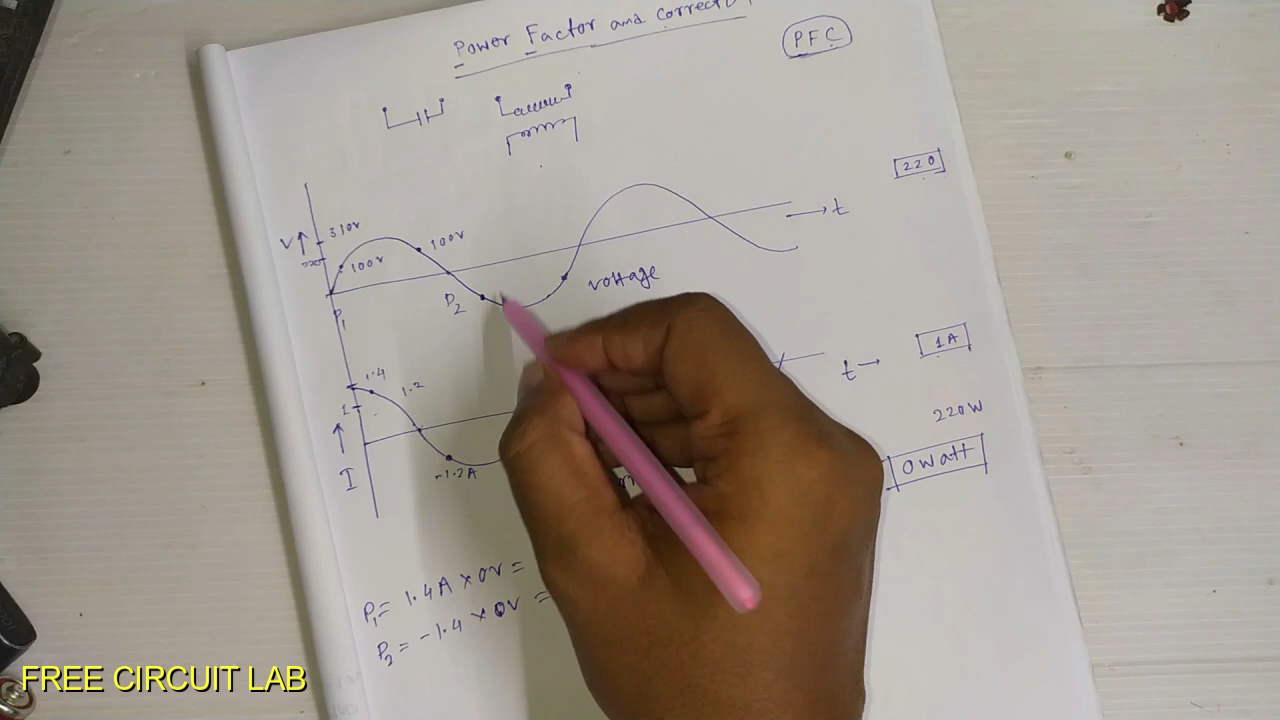 Power Factor and
PFC
220
V
310V
100V
100V
t
P1
P2
voltage
1.4
1.2
1
I
-1.2A
t
1A
220W
0 watt
P1= 1.4A × 0V =
P2= -1.4 × 0V =
FREE CIRCUIT LAB